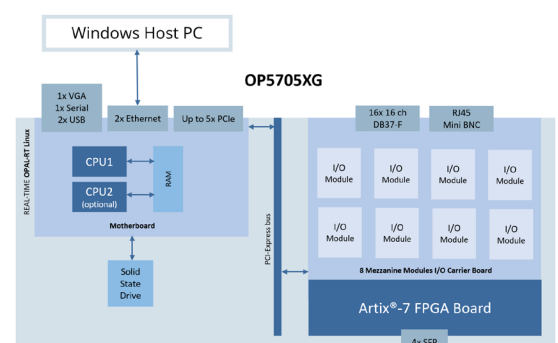 Windows Host PC
OP5705XG
1x VGA
1x Serial
2x USB
2x Ethernet
Up to 5x PCIe
16x 16 ch
DB37-F
RJ45
Mini BNC
REAL-TIME OPAL-RT Linux
CPU1
CPU2
(optional)
RAM
Motherboard
Solid
State
Drive
PCI-Express bus
I/O
Module
I/O
Module
I/O
Module
I/O
Module
I/O
Module
I/O
Module
I/O
Module
I/O
Module
8 Mezzanine Modules I/O Carrier Board
Artix®-7 FPGA Board
4x SFP